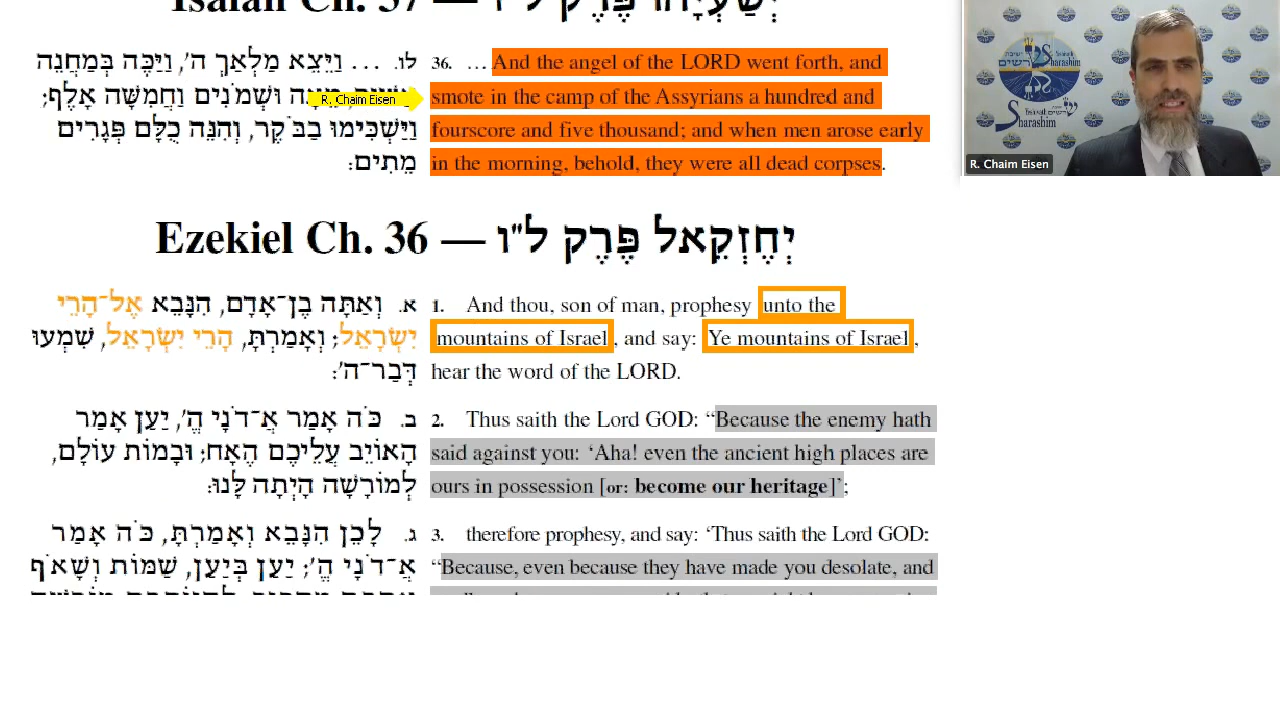 Isaiah Ch. 37
לו. ... וַיֵּצֵא מַלְאַךְ ה', וַיַּכֶּה בְּמַחֲנֵה
וּשְׁמֹנִים וַחֲמִשָּׁה אָלֶף;
וַיַּשְׁכִּימוּ בַבֹּקֶר, וְהִנֵּה כֻלָּם פְּגָרִים
מֵתִים:
36. ... And the angel of the LORD went forth, and
smote in the camp of the Assyrians a hundred and
fourscore and five thousand; and when men arose early
in the morning, behold, they were all dead corpses.
R. Chaim Eisen
Ezekiel Ch. 36 — יְחֶזְקֵאל פֶּרֶק ל"ו
א. וְאַתָּה בֶן־אָדָם, הִנָּבֵא אֶל־הָרֵי
יִשְׂרָאֵל; וְאָמַרְתָּ, הָרֵי יִשְׂרָאֵל, שִׁמְעוּ
דְּבַר־ה':
1. And thou, son of man, prophesy unto the
mountains of Israel, and say: Ye mountains of Israel,
hear the word of the LORD.
ב. כֹּה אָמַר אֲ־דֹנָי הֱ', יַעַן אָמַר
הָאוֹיֵב עֲלֵיכֶם הֶאָח; וּבָמוֹת עוֹלָם,
לְמוֹרָשָׁה הָיְתָה לָּנוּ:
2. Thus saith the Lord GOD: “Because the enemy hath
said against you: ‘Aha! even the ancient high places are
ours in possession [or: become our heritage]’;
ג. לָכֵן הִנָּבֵא וְאָמַרְתָּ, כֹּה אָמַר
אֲ־דֹנָי הֱ'; יַעַן בְּיַעַן, שַׁמּוֹת וְשָׁאֹף
3. therefore prophesy, and say: ‘Thus saith the Lord GOD:
“Because, even because they have made you desolate, and
Sharashim
R. Chaim Eisen